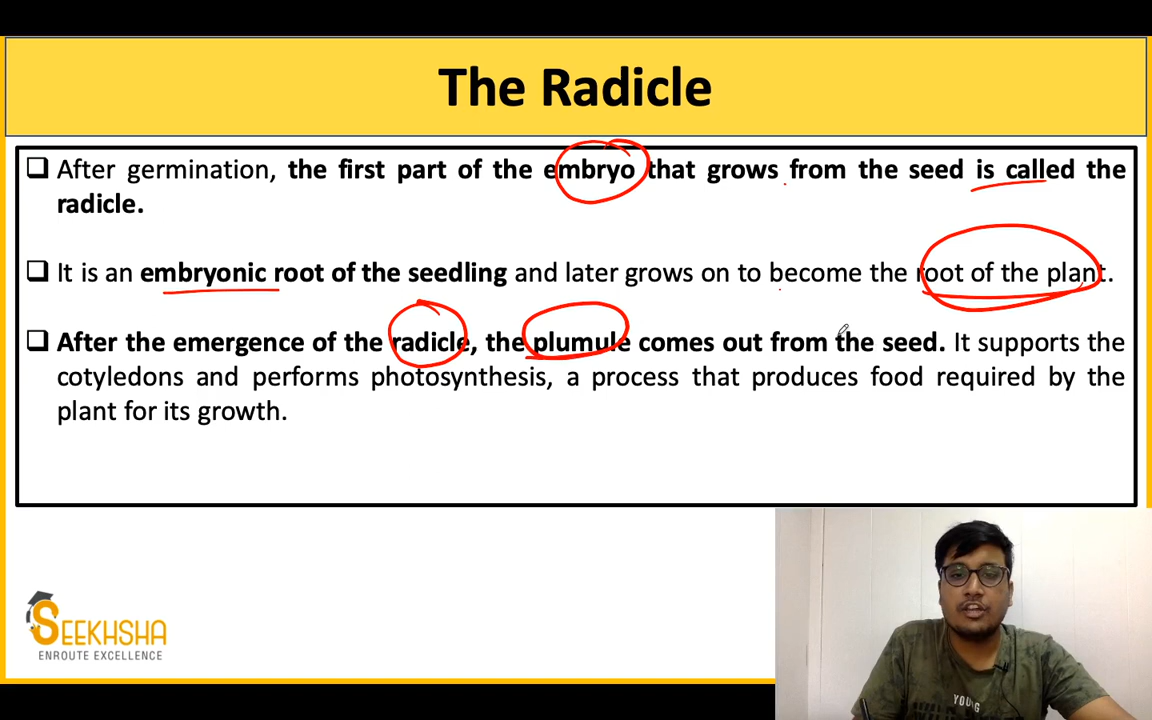 The Radicle
After germination, the first part of the embryo that grows from the seed is called the
radicle.
It is an embryonic root of the seedling and later grows on to become the root of the plant.
After the emergence of the radicle, the plumule comes out from the seed. It supports the
cotyledons and performs photosynthesis, a process that produces food required by the
plant for its growth.
SEEKHSHA
ENROUTE EXCELLENCE
YOUNG